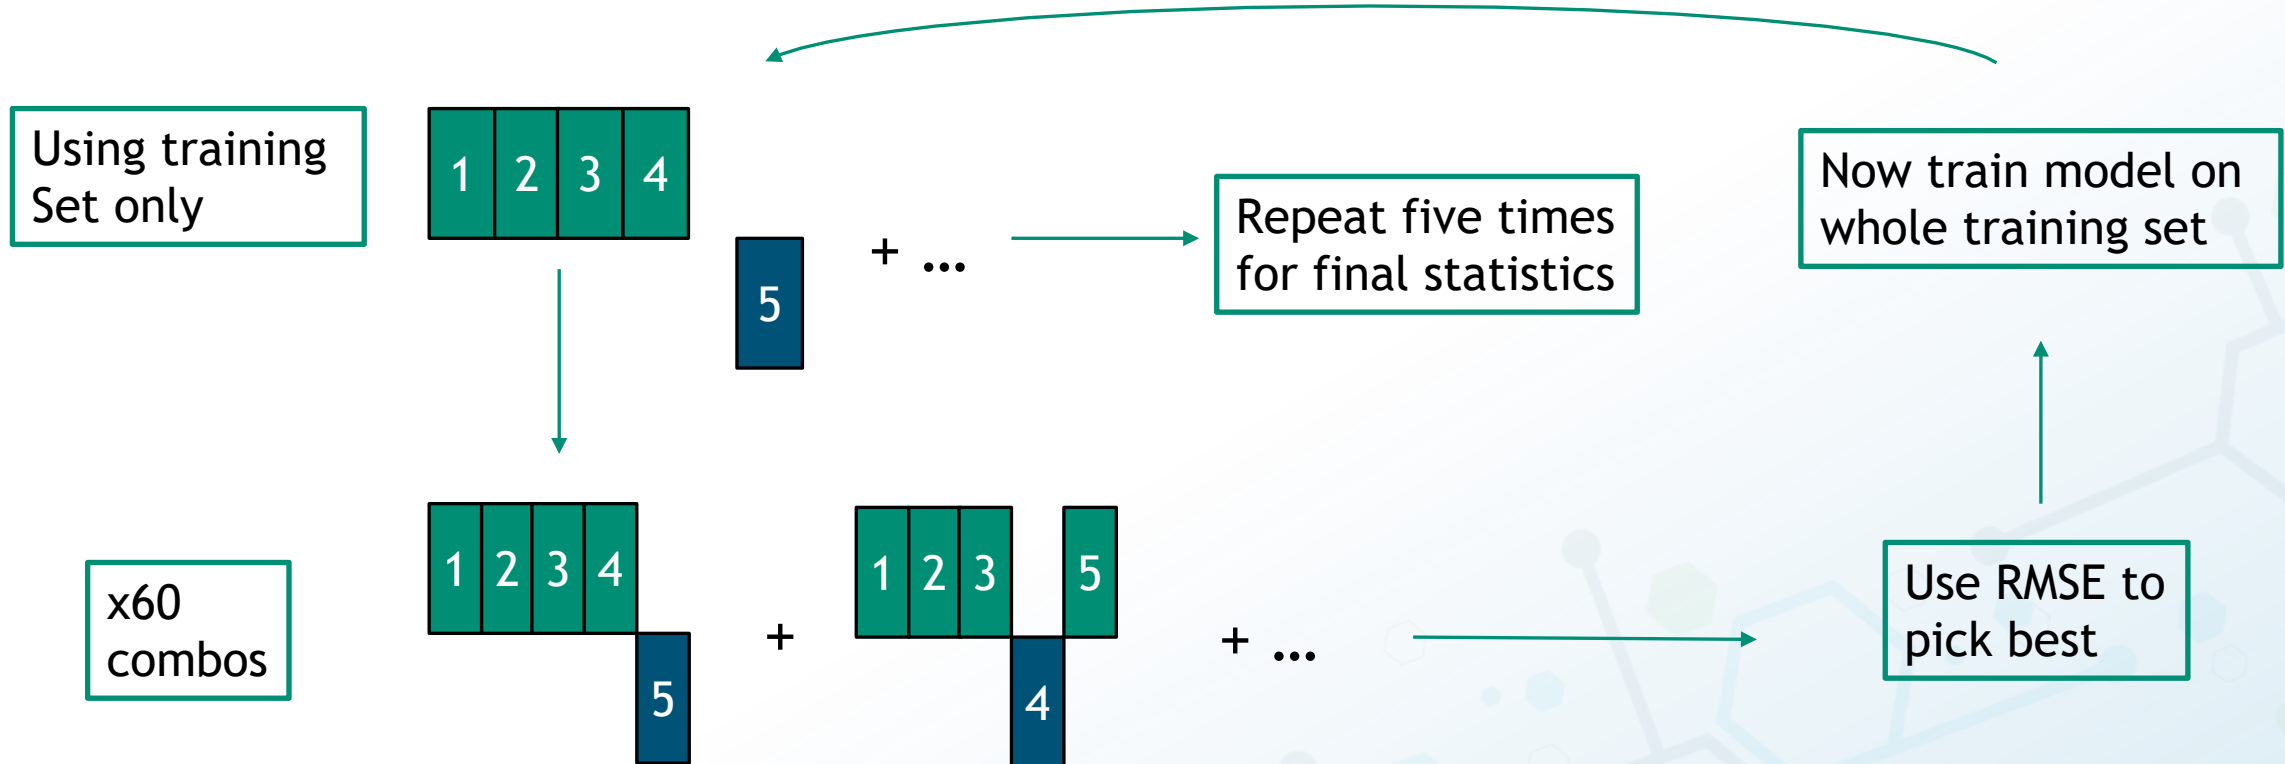 Using training
Set only
1 2 3 4
5
+ ...
Repeat five times
for final statistics
Now train model on
whole training set
x60
combos
1 2 3 4
5
+
1 2 3 5
4
+ ...
Use RMSE to
pick best